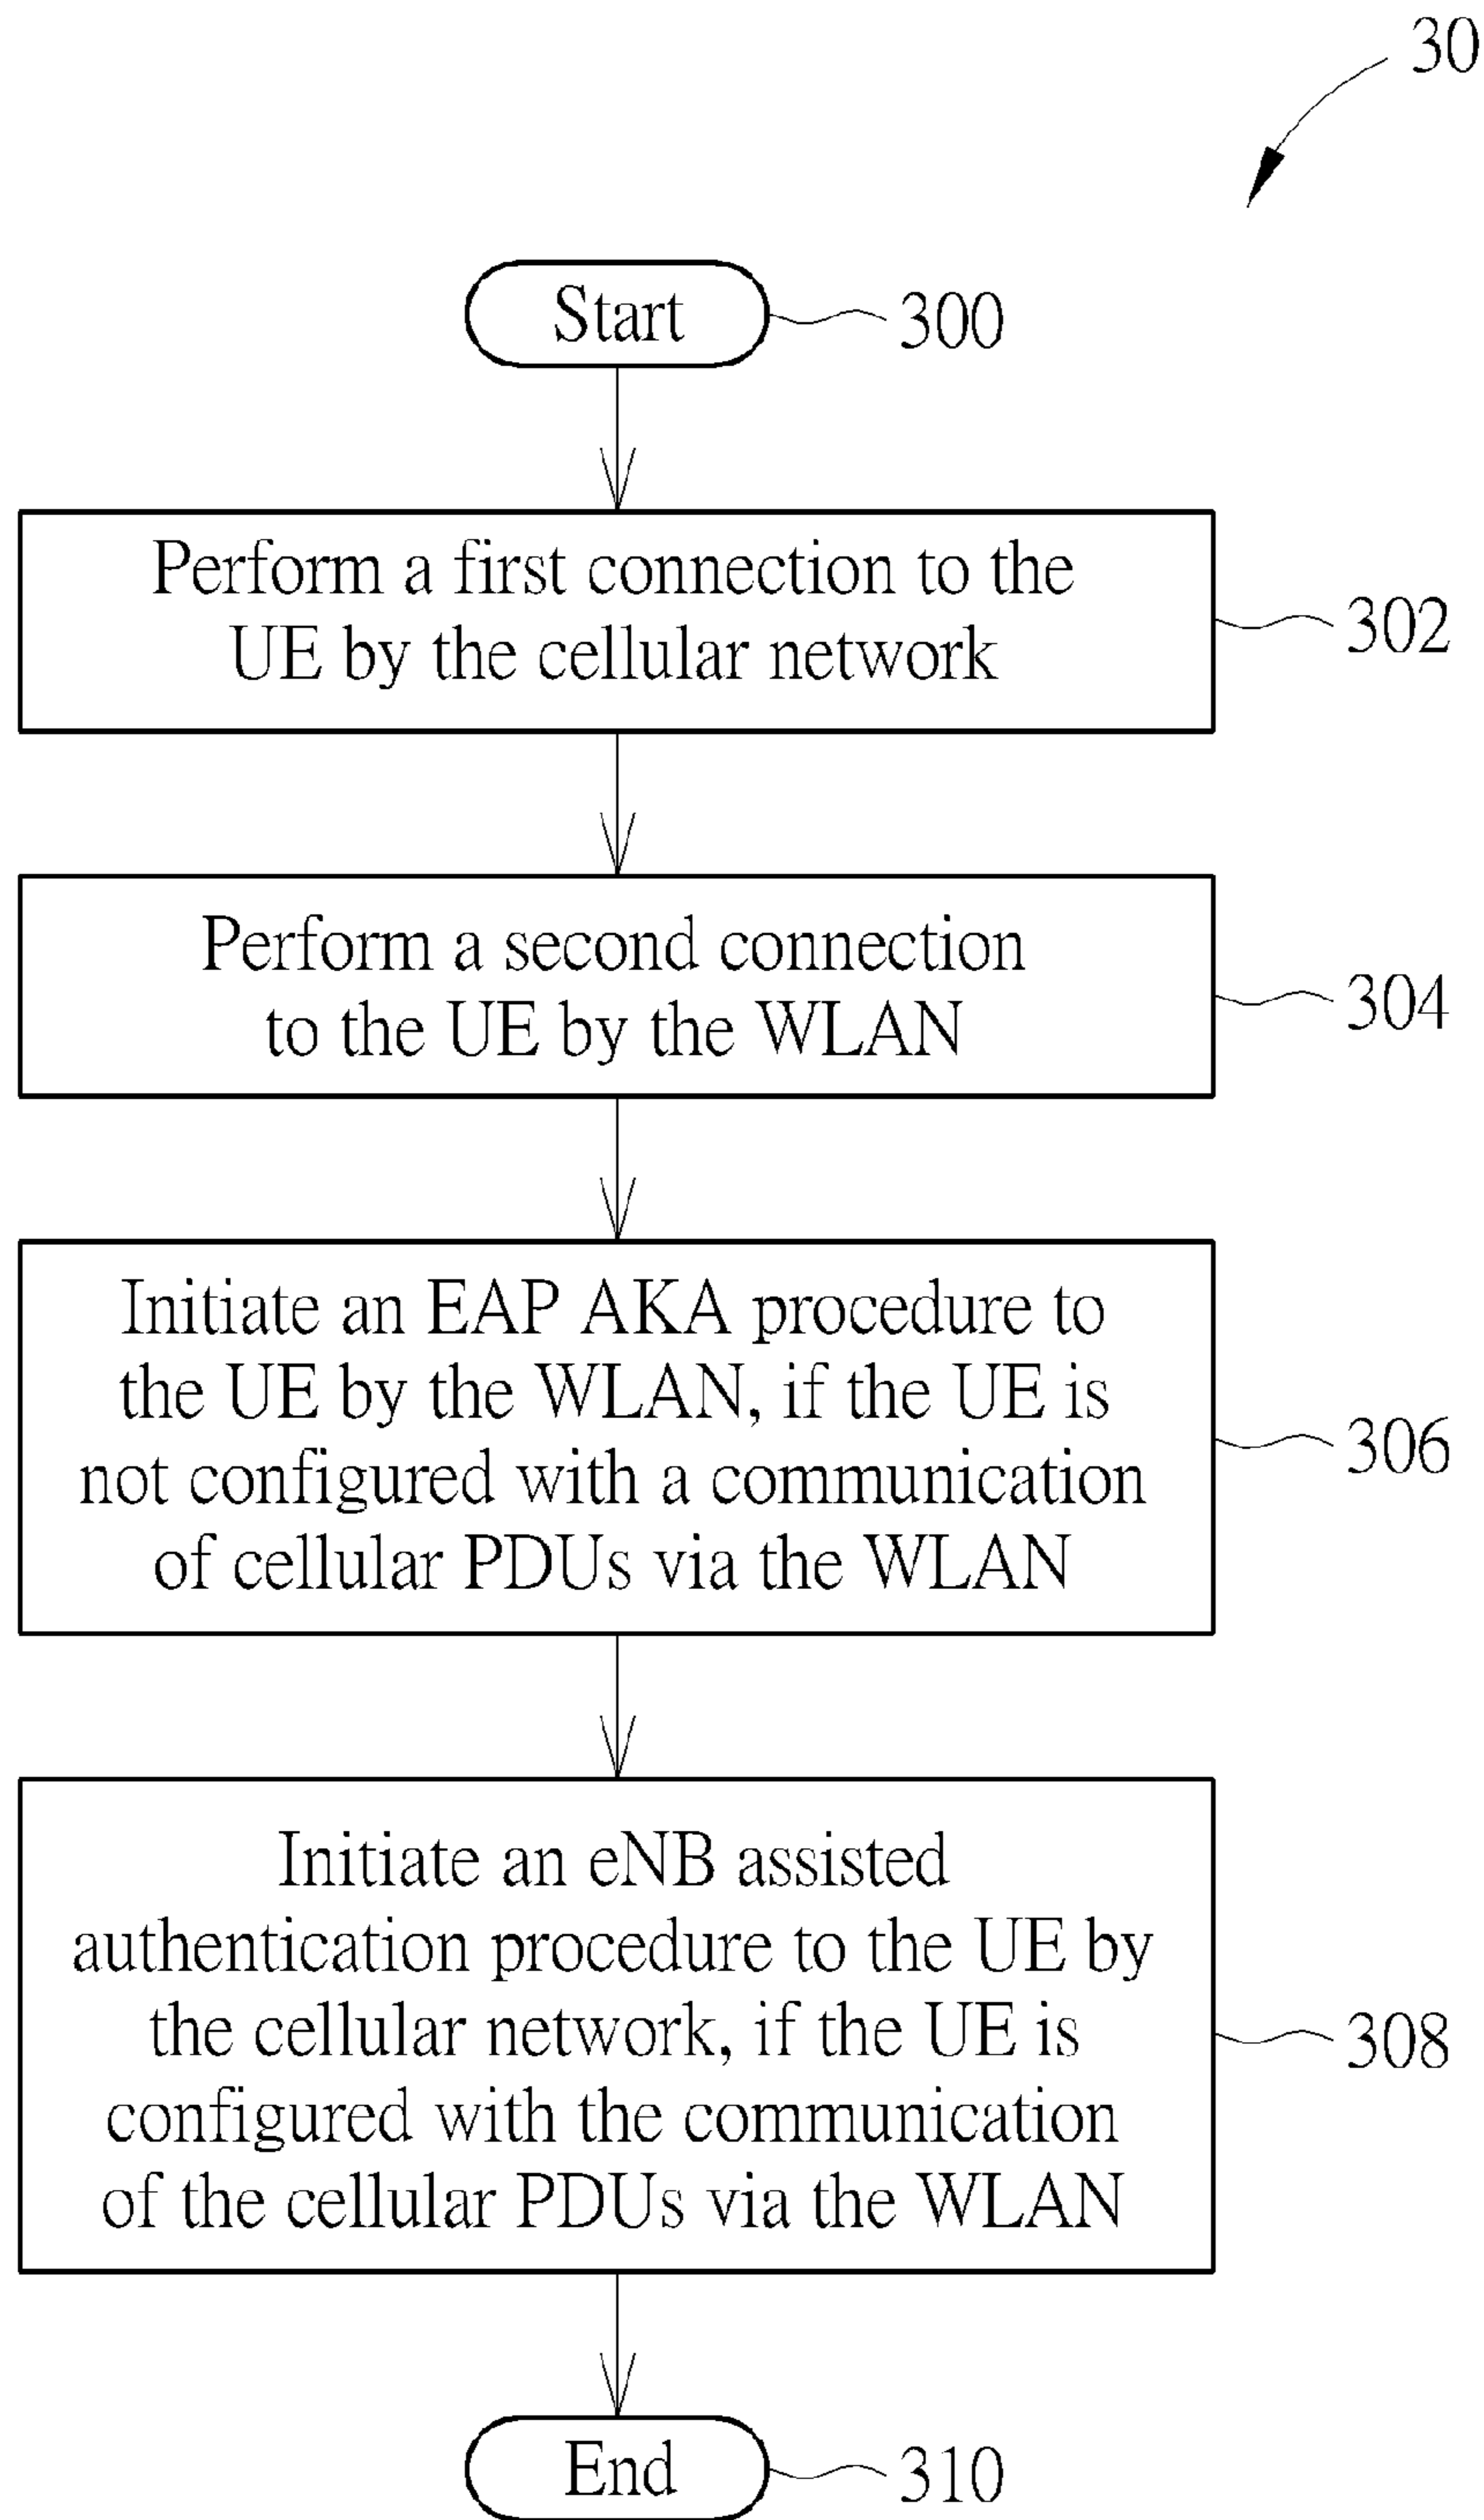 30
Start
300
Perform a first connection to the
UE by the cellular network
302
Perform a second connection
to the UE by the WLAN
304
Initiate an EAP AKA procedure to
the UE by the WLAN, if the UE is
not configured with a communication
of cellular PDUs via the WLAN
306
Initiate an eNB assisted
authentication procedure to the UE by
the cellular network, if the UE is
configured with the communication
of the cellular PDUs via the WLAN
308
End
310